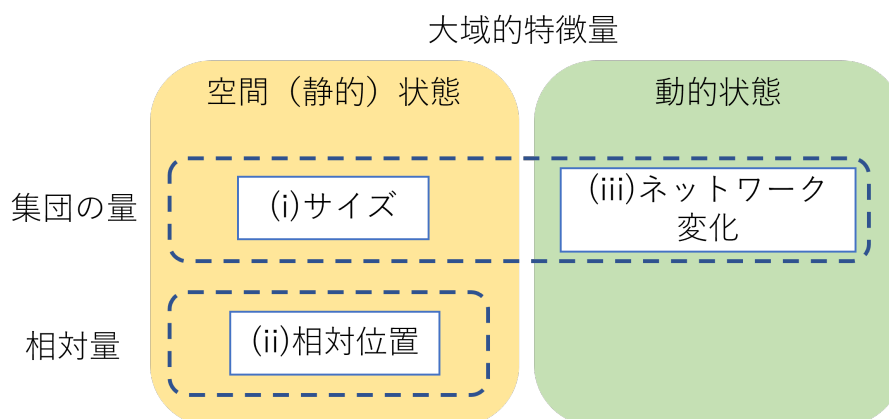 大域的特徴量
空間（静的）状態
動的状態
集団の量
(i)サイズ
(iii)ネットワーク
変化
相対量
(ii)相対位置